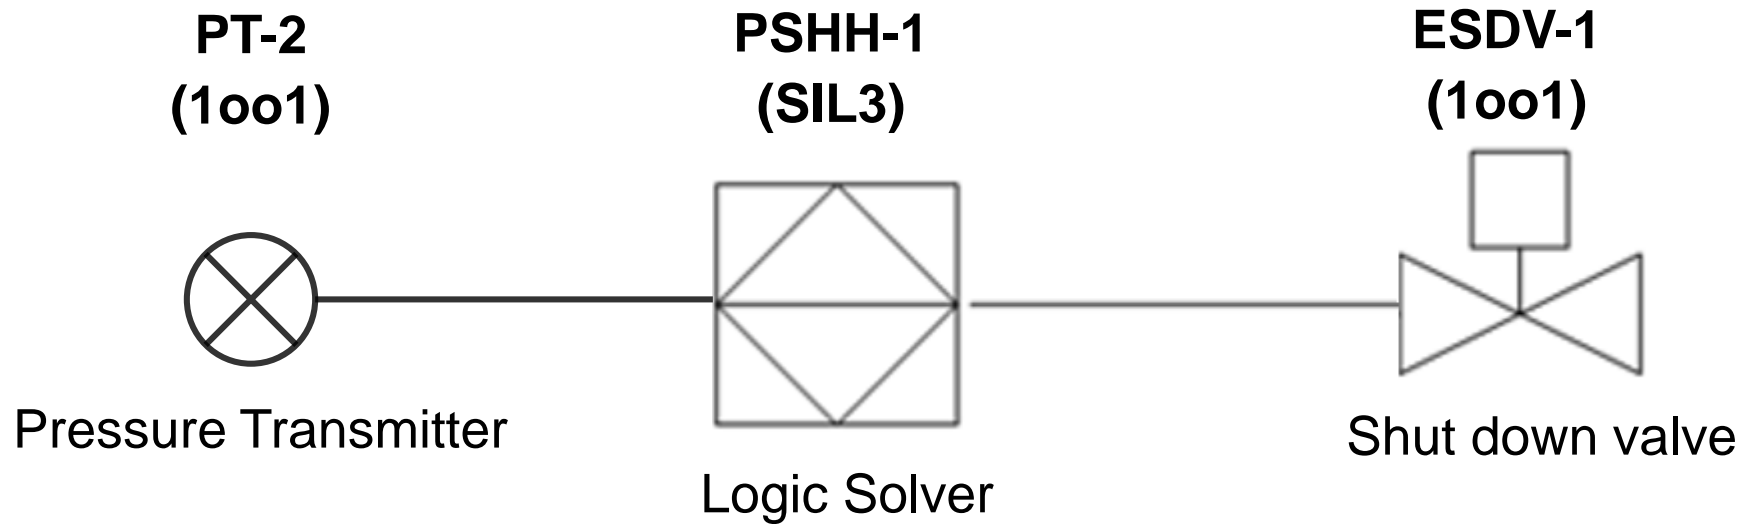 PT-2
(1oo1)
PSHH-1
(SIL3)
ESDV-1
(1oo1)
Pressure Transmitter
Logic Solver
Shut down valve